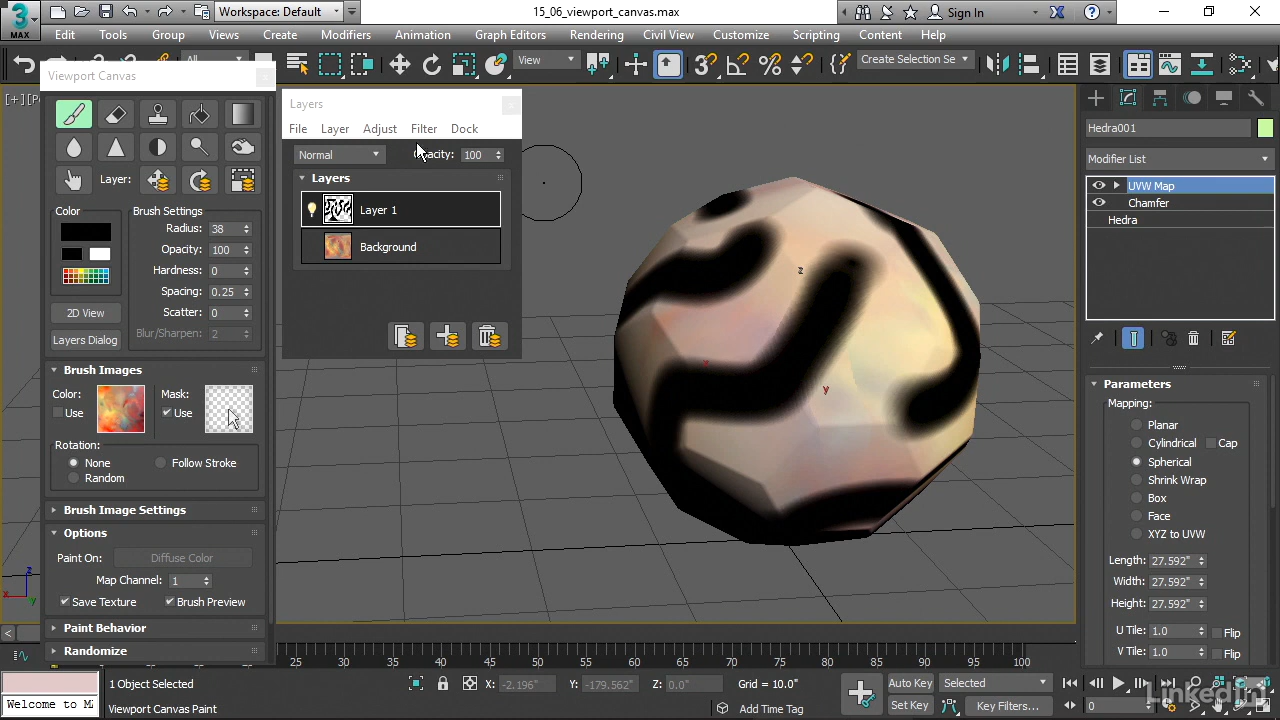 3
MAX
Workspace: Default
15_06_viewport_canvas.max
Sign In
Edit Tools Group Views Create Modifiers Animation Graph Editors Rendering Civil View Customize Scripting Content Help
All
View
Create Selection Se
Viewport Canvas
[+]
Layers
File Layer Adjust Filter Dock
Normal
Opacity: 100
Layers
Layer 1
Background
Layer:
Color
Brush Settings
Radius: 38
Opacity: 100
Hardness: 0
Spacing: 0.25
Scatter: 0
Blur/Sharpen: 2
2D View
Layers Dialog
Brush Images
Color:
Use
Mask:
Use
Rotation:
None
Follow Stroke
Random
Brush Image Settings
Options
Paint On: Diffuse Color
Map Channel: 1
Save Texture
Brush Preview
Paint Behavior
Randomize
z
x
y
z
x
y
Hedra001
Modifier List
UVW Map
Chamfer
Hedra
Parameters
Mapping:
Planar
Cylindrical Cap
Spherical
Shrink Wrap
Box
Face
XYZ to UVW
Length: 27.592"
Width: 27.592"
Height: 27.592"
U Tile: 1.0 Flip
V Tile: 1.0 Flip
25 30 35 40 45 50 55 60 65 70 75 80 85 90 95 100
1 Object Selected
X: -2.196" Y: -179.562" Z: 0.0" Grid = 10.0"
Auto Key Selected
Welcome to M
Viewport Canvas Paint
Add Time Tag
Set Key Key Filters... 0
LinkedIn